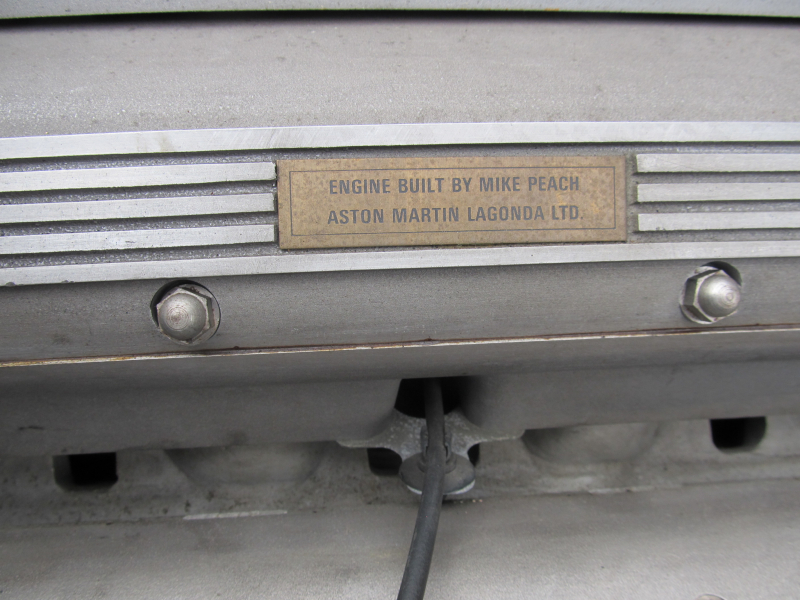 ENGINE BUILT BY MIKE PEACH
ASTON MARTIN LAGONDA LTD.